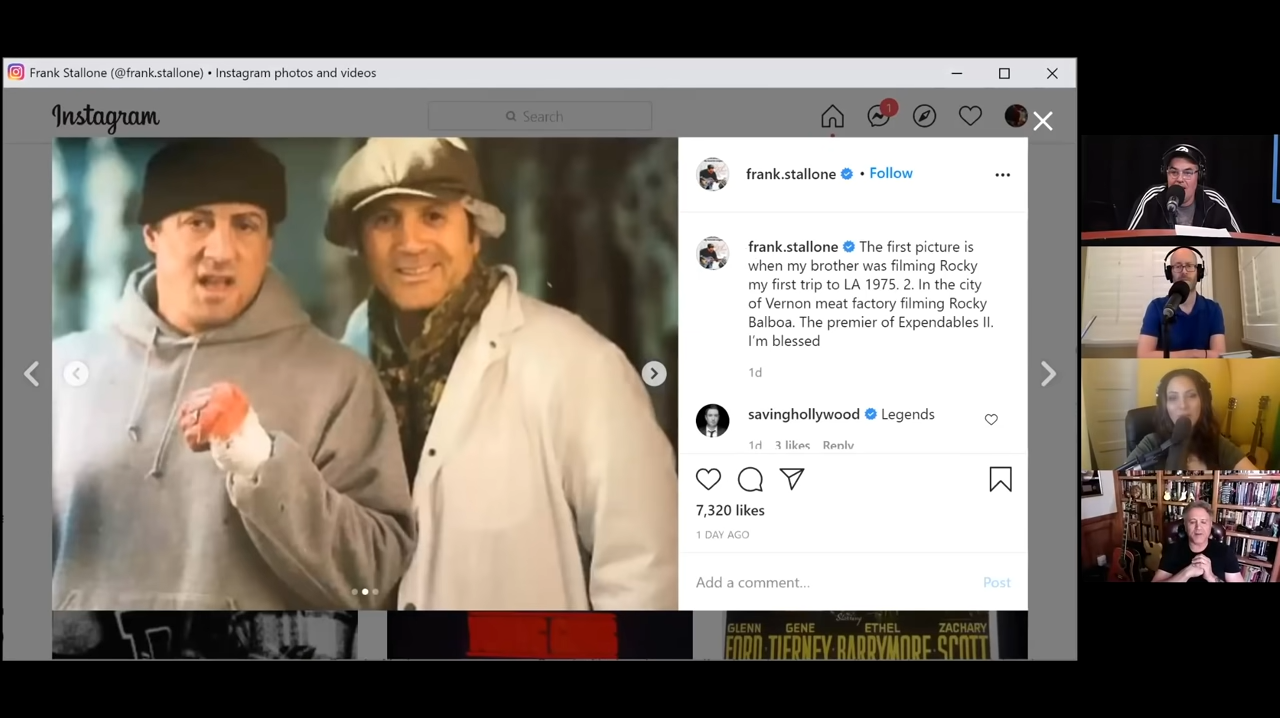 Frank Stallone (@frank.stallone) • Instagram photos and videos
Instagram
Search
1
frank.stallone • Follow
frank.stallone The first picture is
when my brother was filming Rocky
my first trip to LA 1975. 2. In the city
of Vernon meat factory filming Rocky
Balboa. The premier of Expendables II.
I'm blessed
1d
savinghollywood Legends
1d 3 likes Reply
7,320 likes
1 DAY AGO
Add a comment... Post
Starring
GLENN GENE ETHEL ZACHARY
FORD·TIERNEY·BARRYMORE·SCOTT